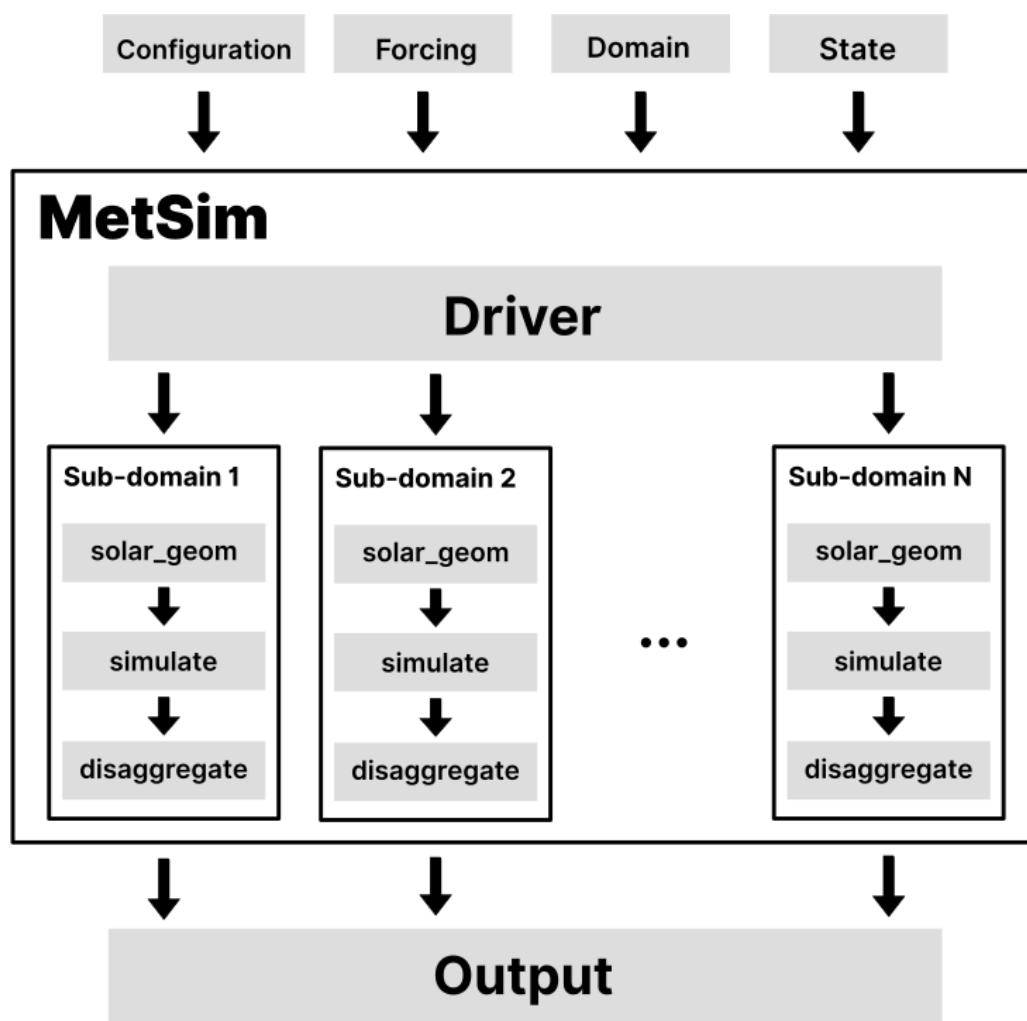 Configuration
Forcing
Domain
State
MetSim
Driver
Sub-domain 1
solar_geom
simulate
disaggregate
Sub-domain 2
solar_geom
simulate
disaggregate
...
Sub-domain N
solar_geom
simulate
disaggregate
Output